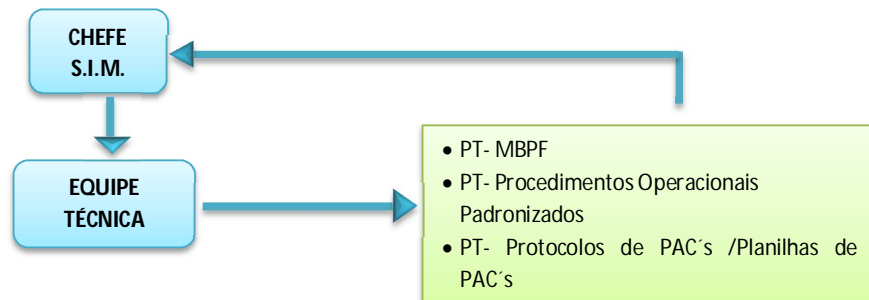 CHEFE
S.I.M.
EQUIPE
TÉCNICA
• PT- MBPF
• PT- Procedimentos Operacionais
Padronizados
• PT- Protocolos de PAC´s /Planilhas de
PAC´s